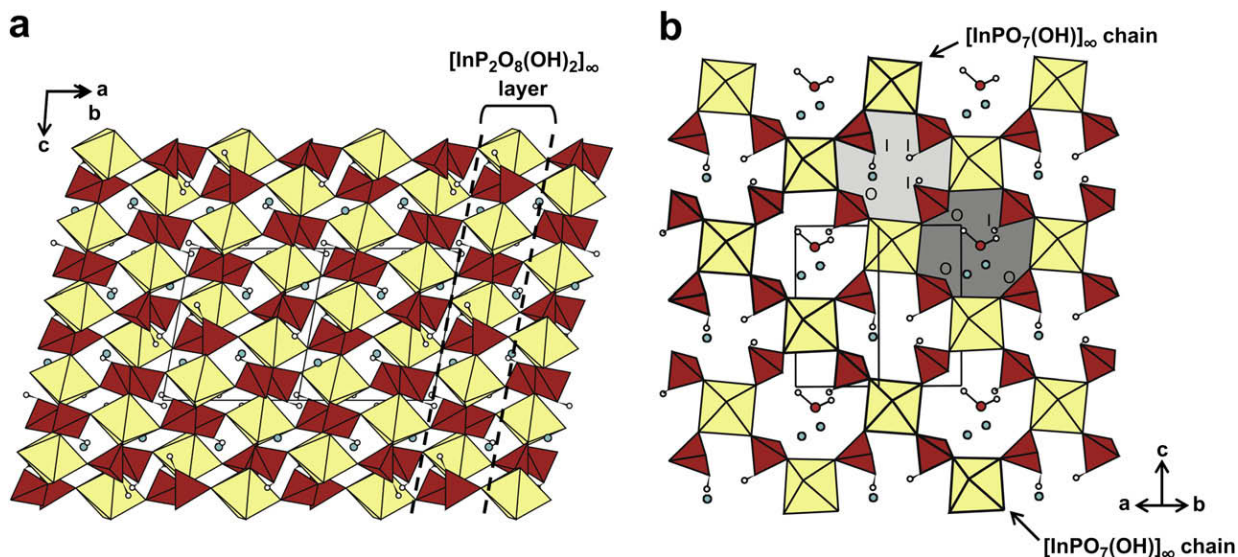 a
[InP₂O₈(OH)₂]∞
layer
a
b
c
b
[InPO₇(OH)]∞ chain
I I
O I
O I
O O
c
a b
[InPO₇(OH)]∞ chain